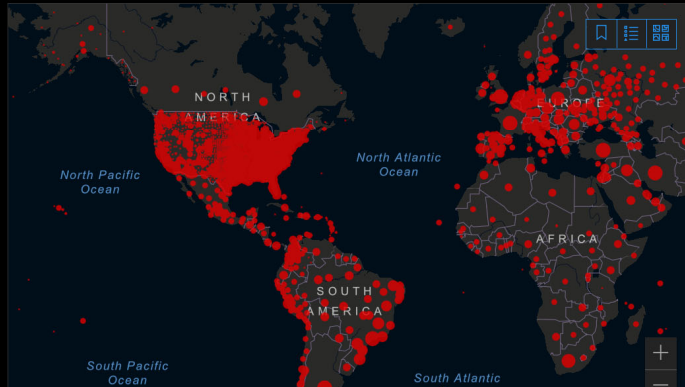 NORTH
AMERICA
EUROPE
North Atlantic
Ocean
North Pacific
Ocean
AFRICA
SOUTH
AMERICA
South Pacific
Ocean
South Atlantic